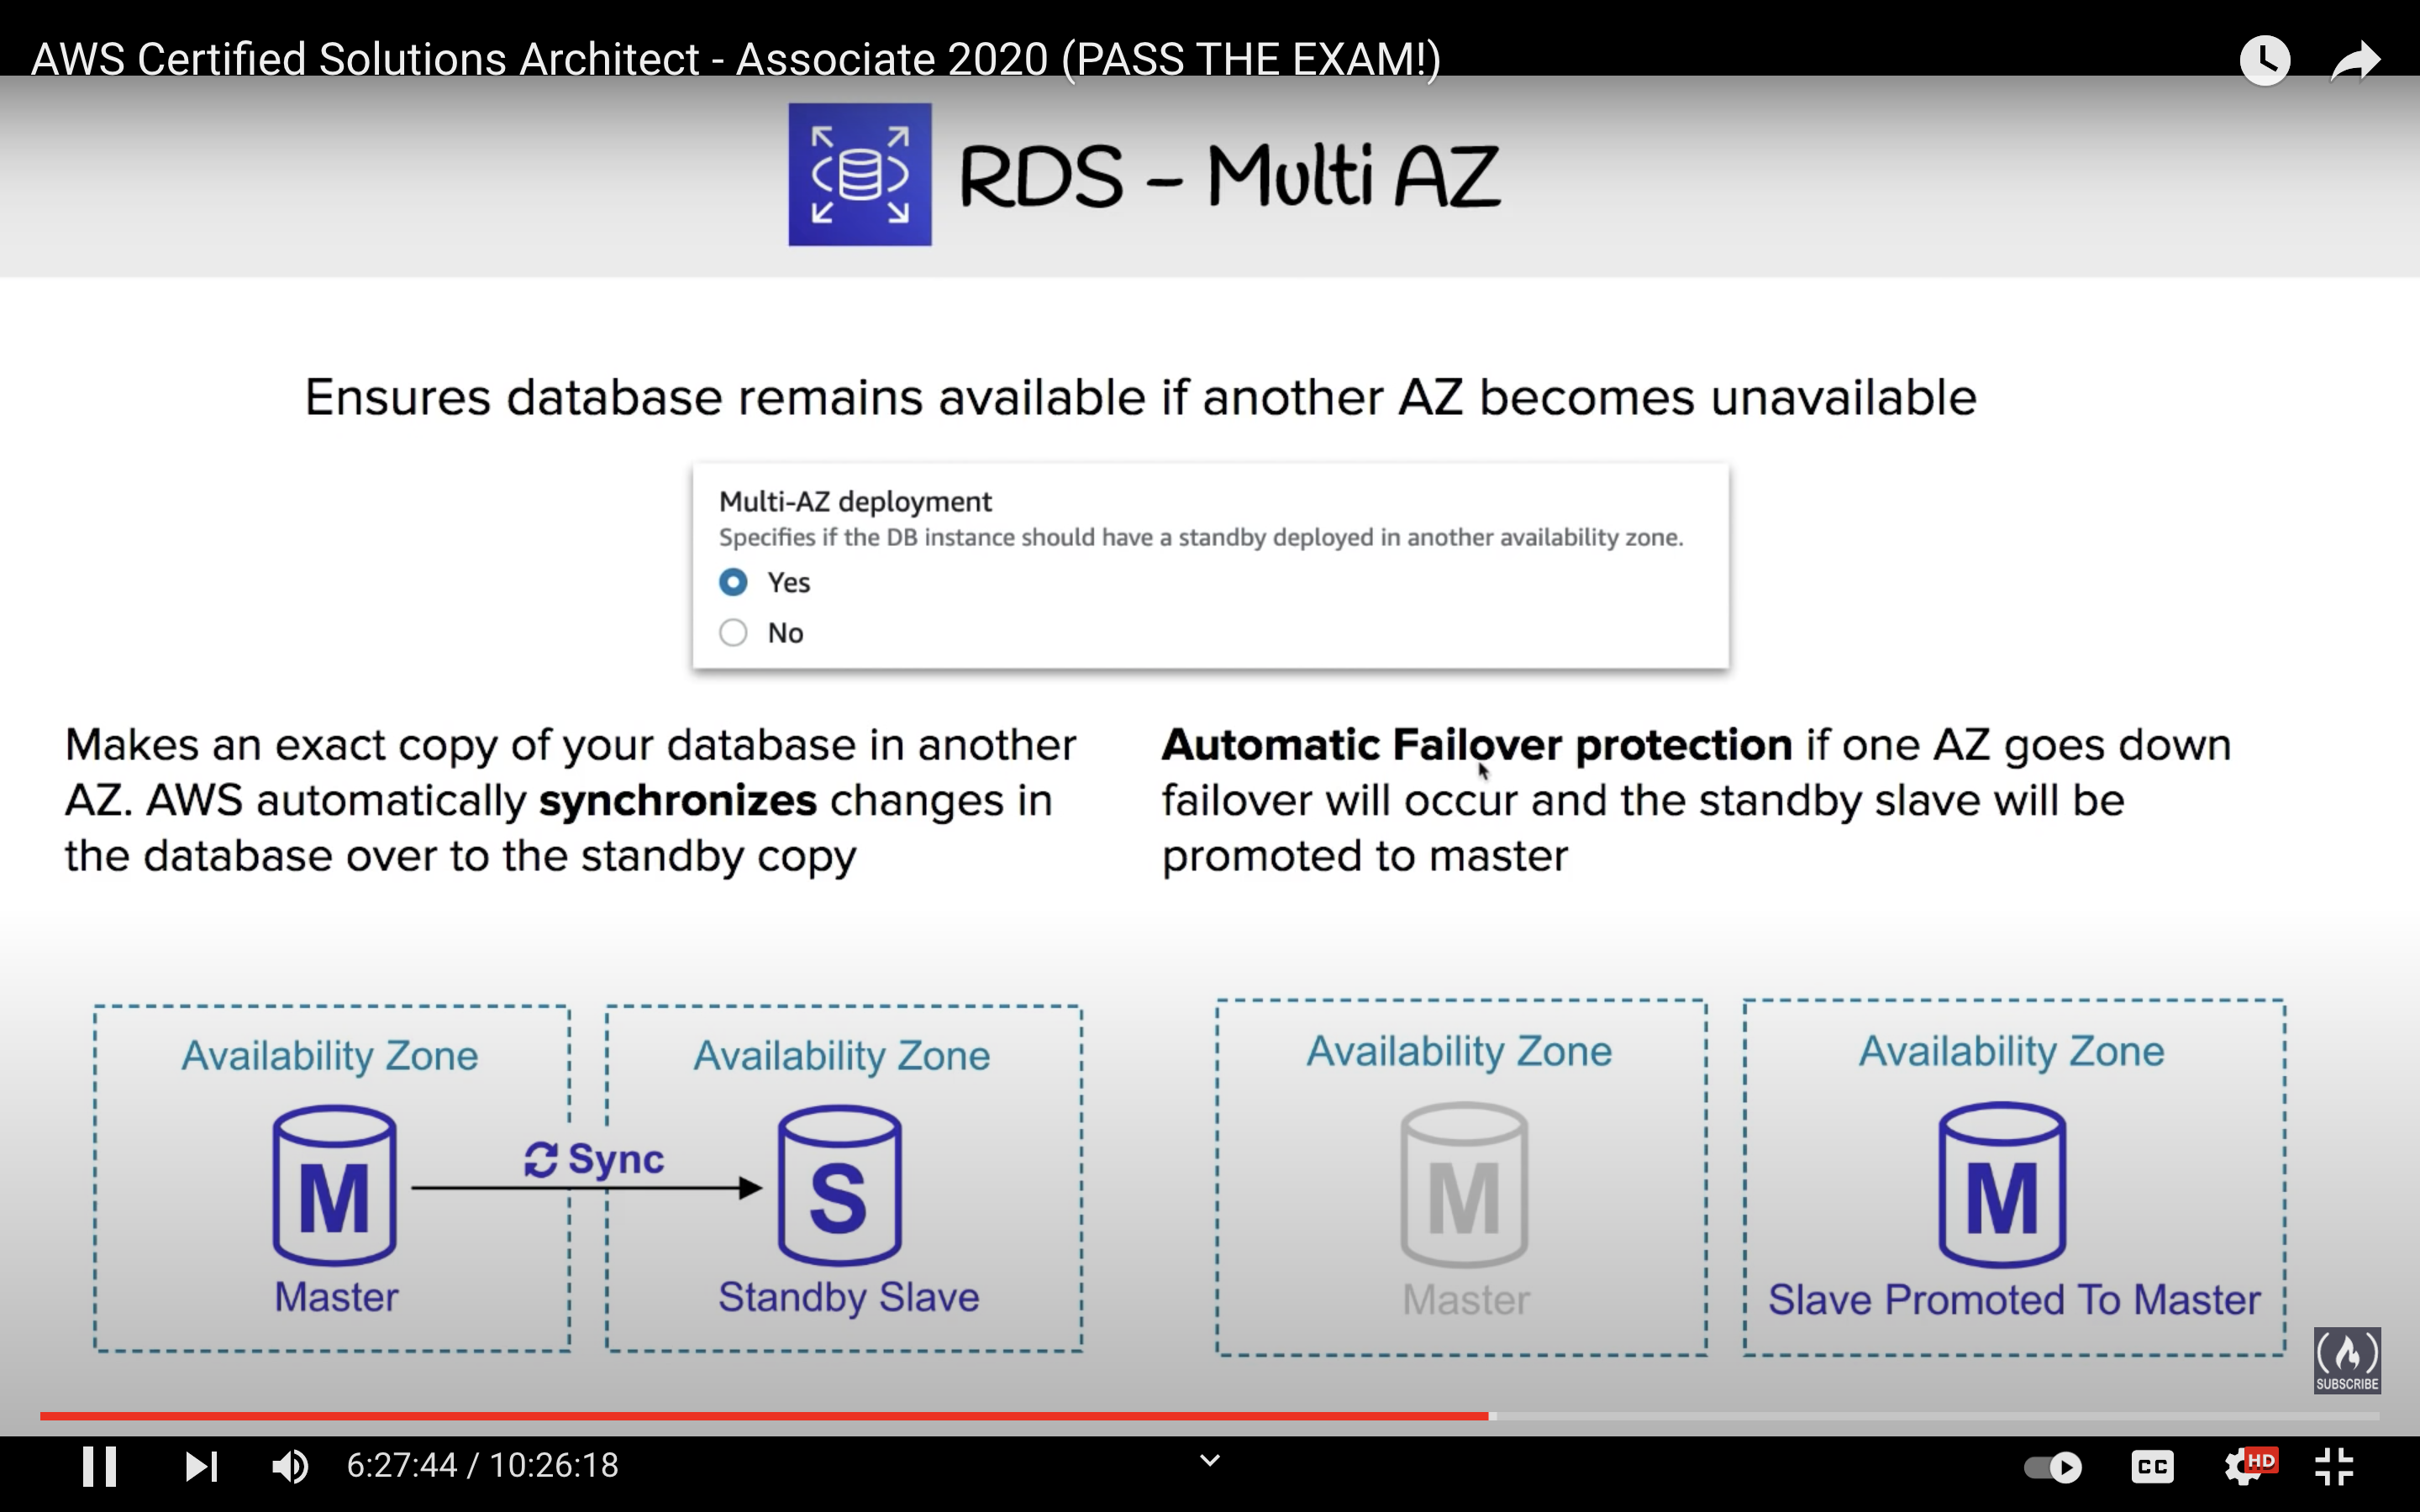 AWS Certified Solutions Architect - Associate 2020 (PASS THE EXAM!)
RDS - Multi AZ
Ensures database remains available if another AZ becomes unavailable
Multi-AZ deployment
Specifies if the DB instance should have a standby deployed in another availability zone.
Yes
No
Makes an exact copy of your database in another
AZ. AWS automatically synchronizes changes in
the database over to the standby copy
Automatic Failover protection if one AZ goes down
failover will occur and the standby slave will be
promoted to master
Availability Zone
M
Master
Sync
Availability Zone
S
Standby Slave
Availability Zone
M
Master
Availability Zone
M
Slave Promoted To Master
SUBSCRIBE
6:27:44 / 10:26:18
CC
HD